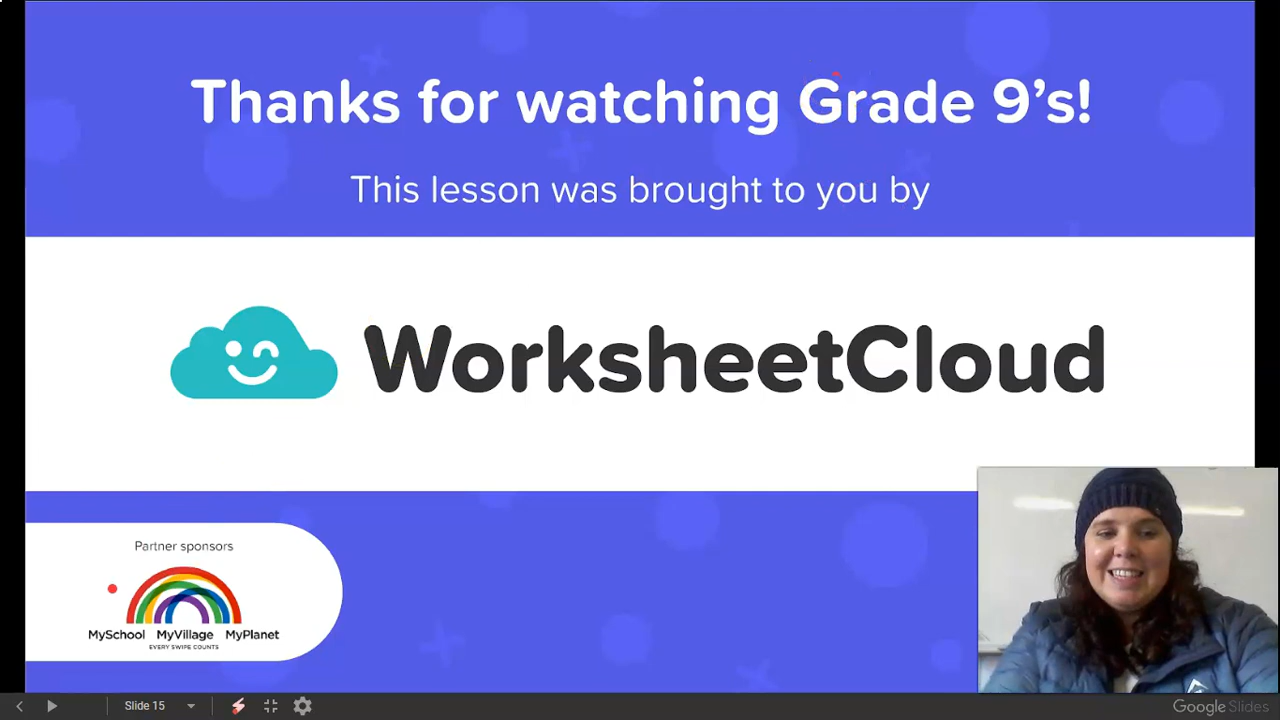 Thanks for watching Grade 9's!
This lesson was brought to you by
WorksheetCloud
Partner sponsors
MySchool MyVillage MyPlanet
EVERY SWIPE COUNTS
Slide 15
Google Slides